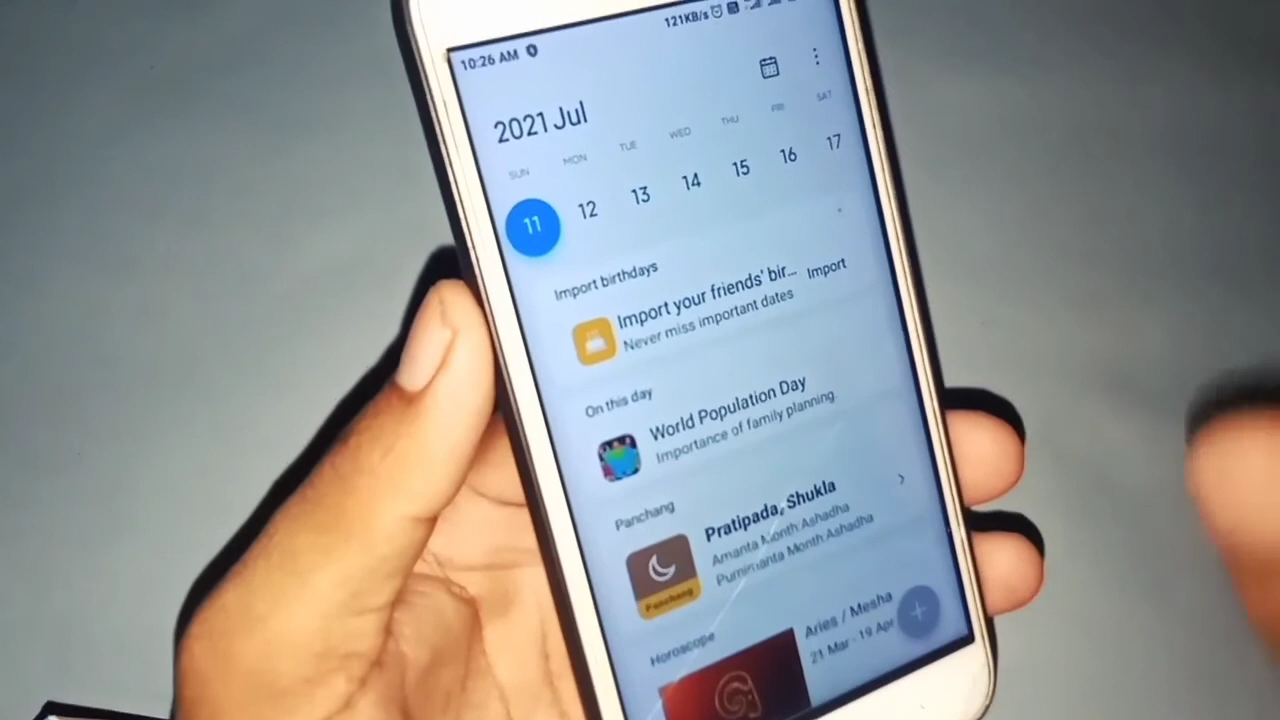 10:26 AM
121KB/s
2021 Jul
SUN MON TUE WED THU FRI SAT
11 12 13 14 15 16 17
Import birthdays
Import your friends' bir... Import
Never miss important dates
On this day
World Population Day
Importance of family planning.
Panchang
Pratipada, Shukla
Amanta Month Ashadha
Purnimanta Month Ashadha
Panchang
Horoscope
Aries / Mesha
21 Mar - 19 Apr